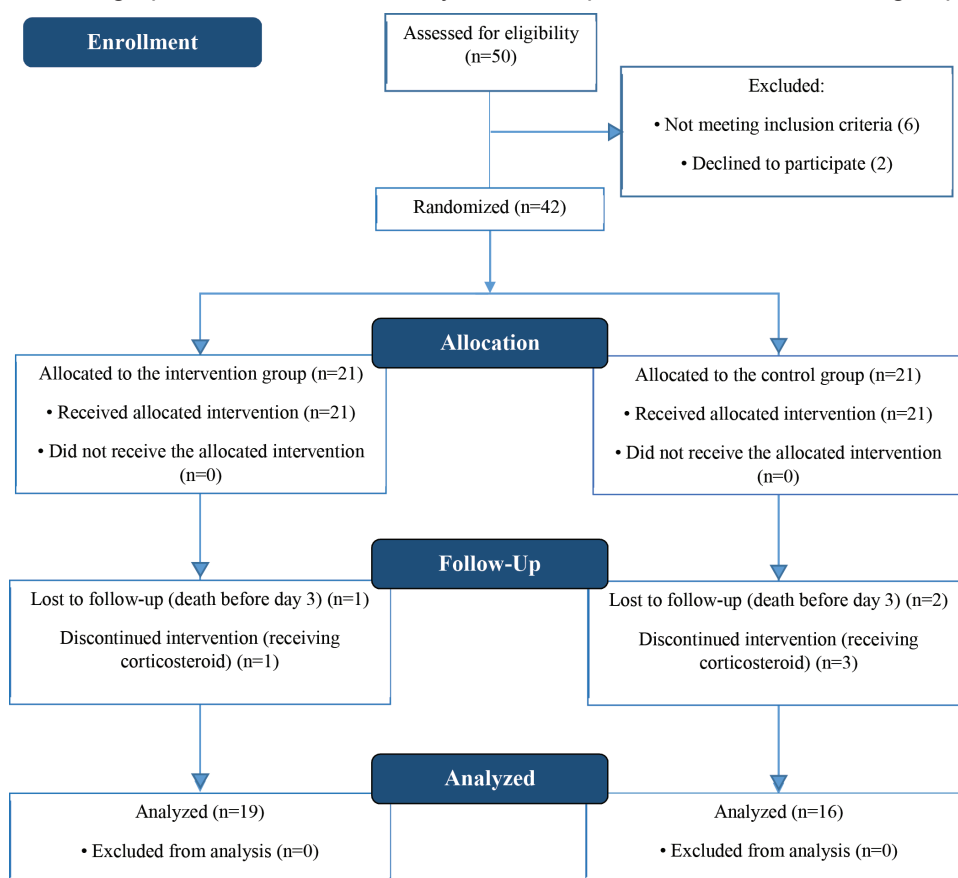 Enrollment
Assessed for eligibility
(n=50)
Excluded:
• Not meeting inclusion criteria (6)
• Declined to participate (2)
Randomized (n=42)
Allocation
Allocated to the intervention group (n=21)
• Received allocated intervention (n=21)
• Did not receive the allocated intervention
(n=0)
Allocated to the control group (n=21)
• Received allocated intervention (n=21)
• Did not receive the allocated intervention
(n=0)
Follow-Up
Lost to follow-up (death before day 3) (n=1)
Discontinued intervention (receiving
corticosteroid) (n=1)
Lost to follow-up (death before day 3) (n=2)
Discontinued intervention (receiving
corticosteroid) (n=3)
Analyzed
Analyzed (n=19)
• Excluded from analysis (n=0)
Analyzed (n=16)
• Excluded from analysis (n=0)